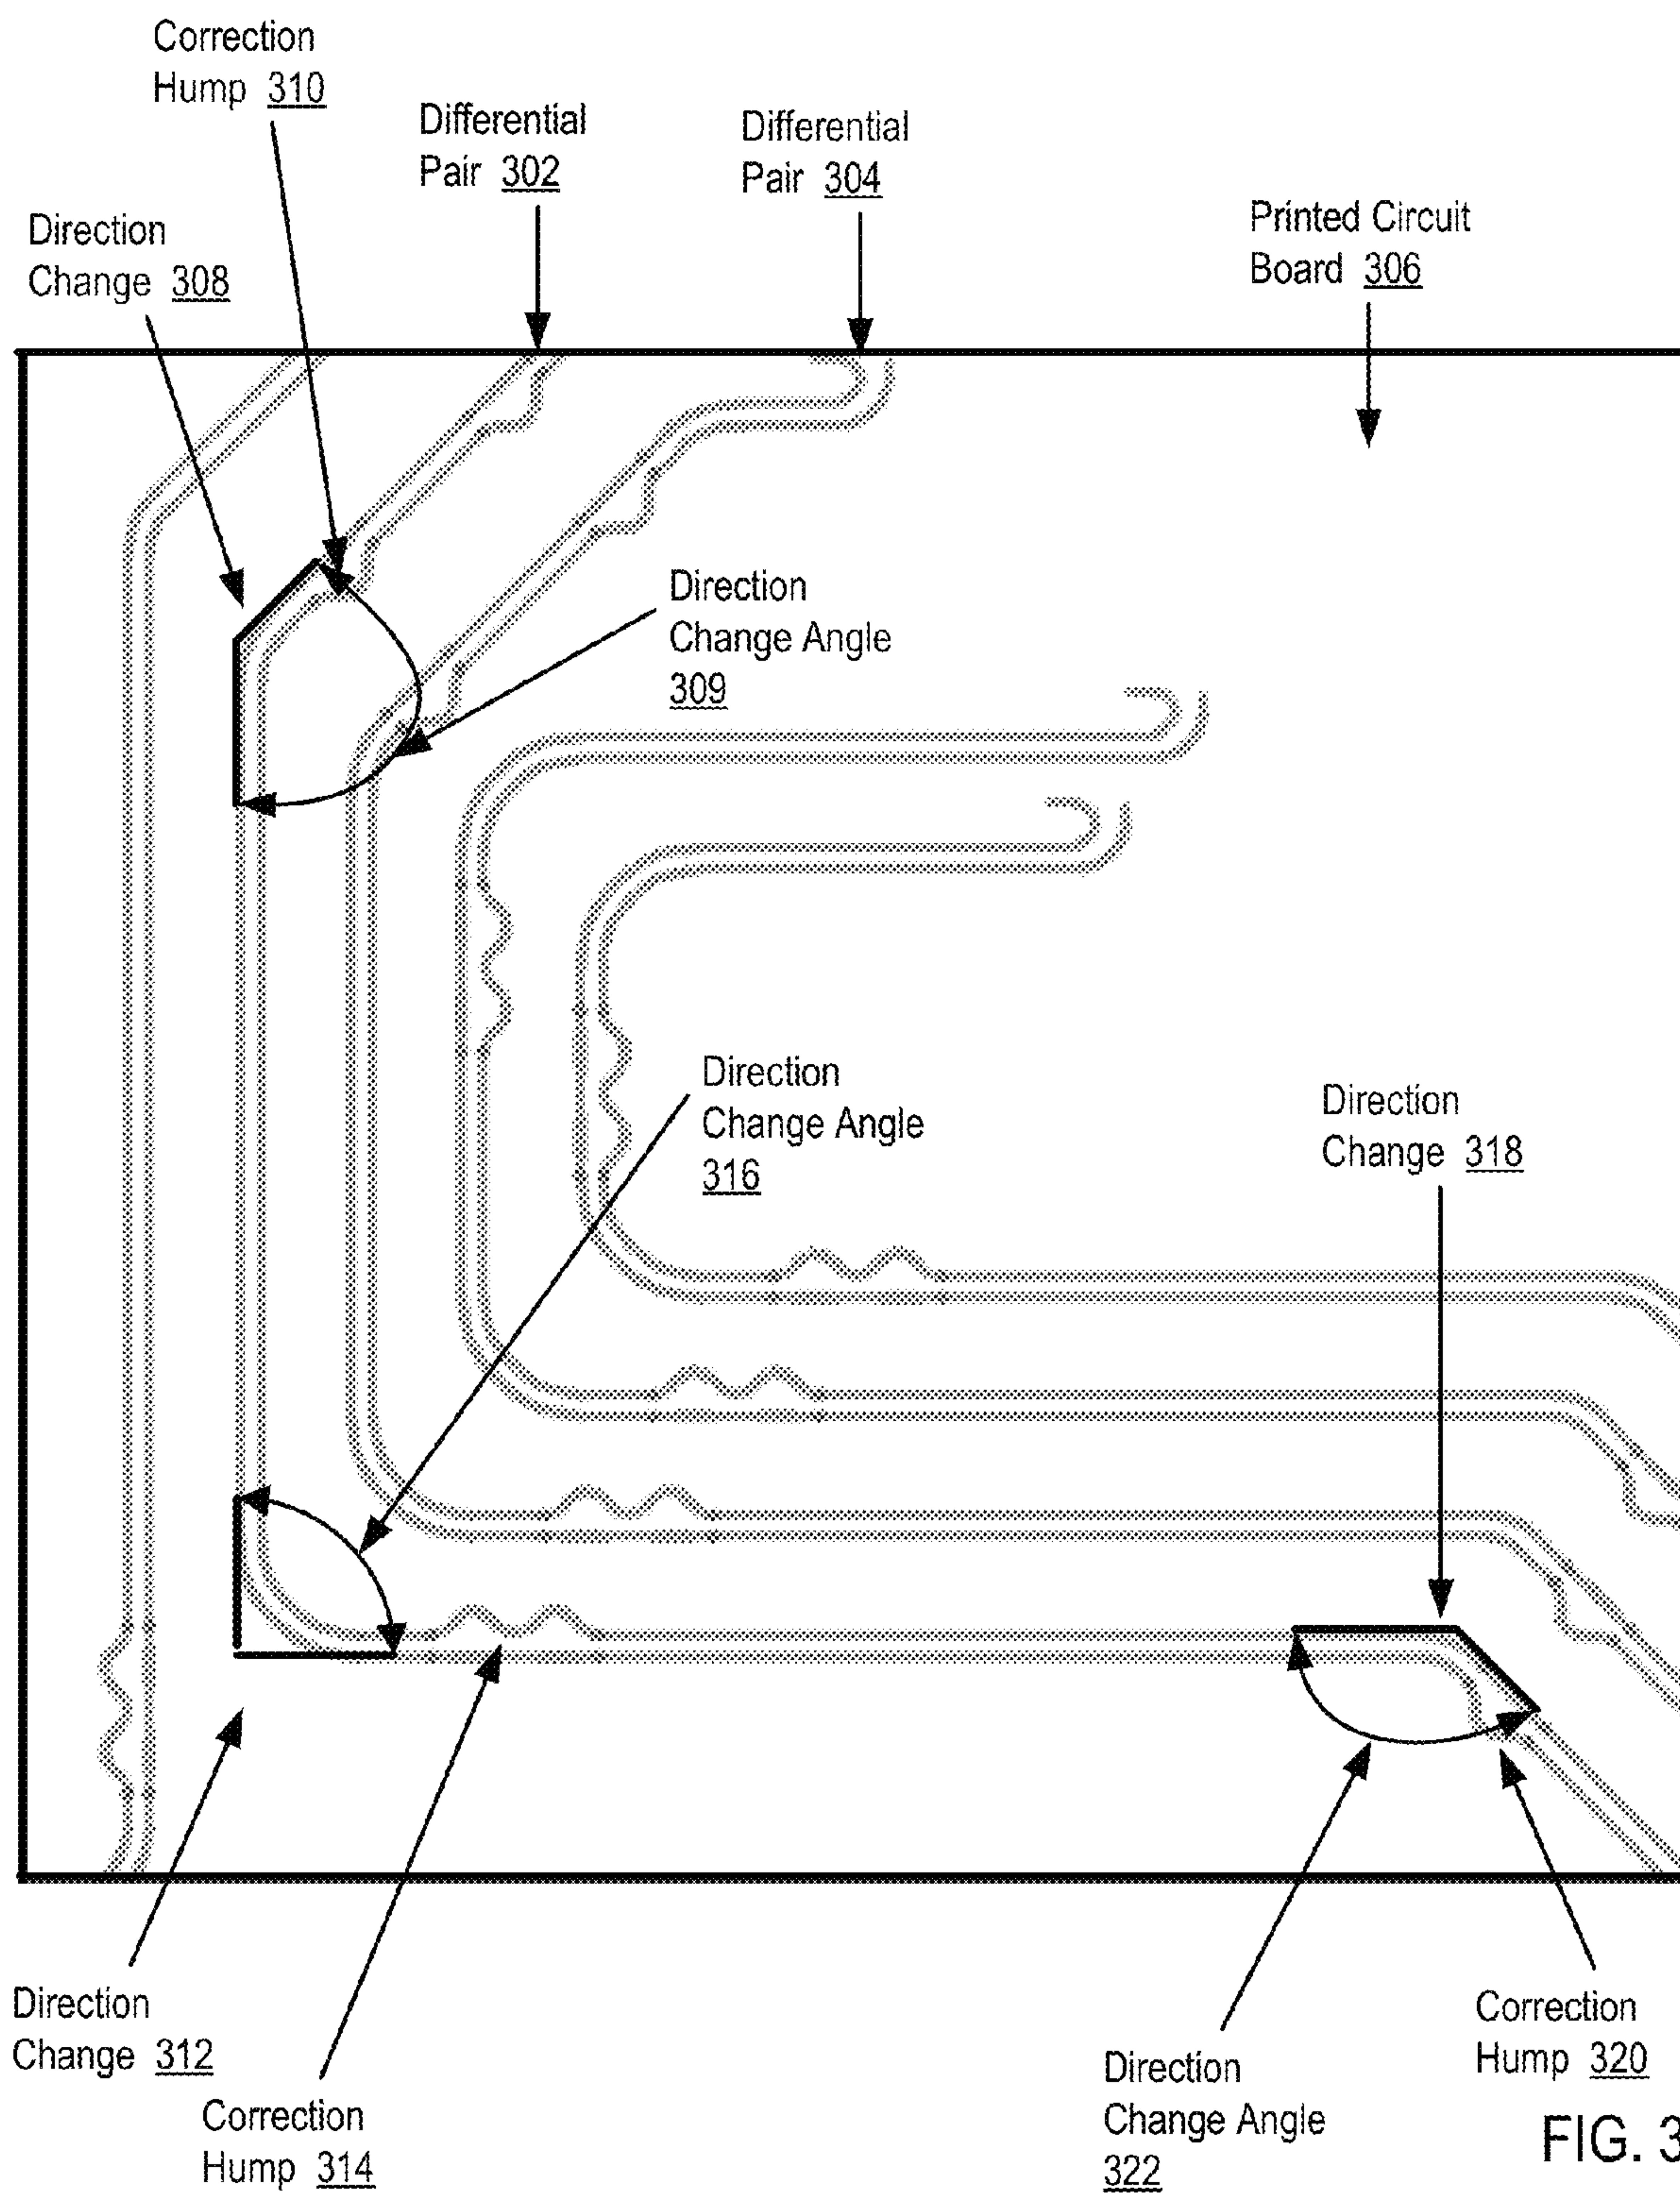 Correction
Hump 310
Differential
Pair 302
Differential
Pair 304
Direction
Change 308
Printed Circuit
Board 306
Direction
Change Angle
309
Direction
Change Angle
316
Direction
Change 318
Direction
Change 312
Correction
Hump 314
Direction
Change Angle
322
Correction
Hump 320
FIG. 3